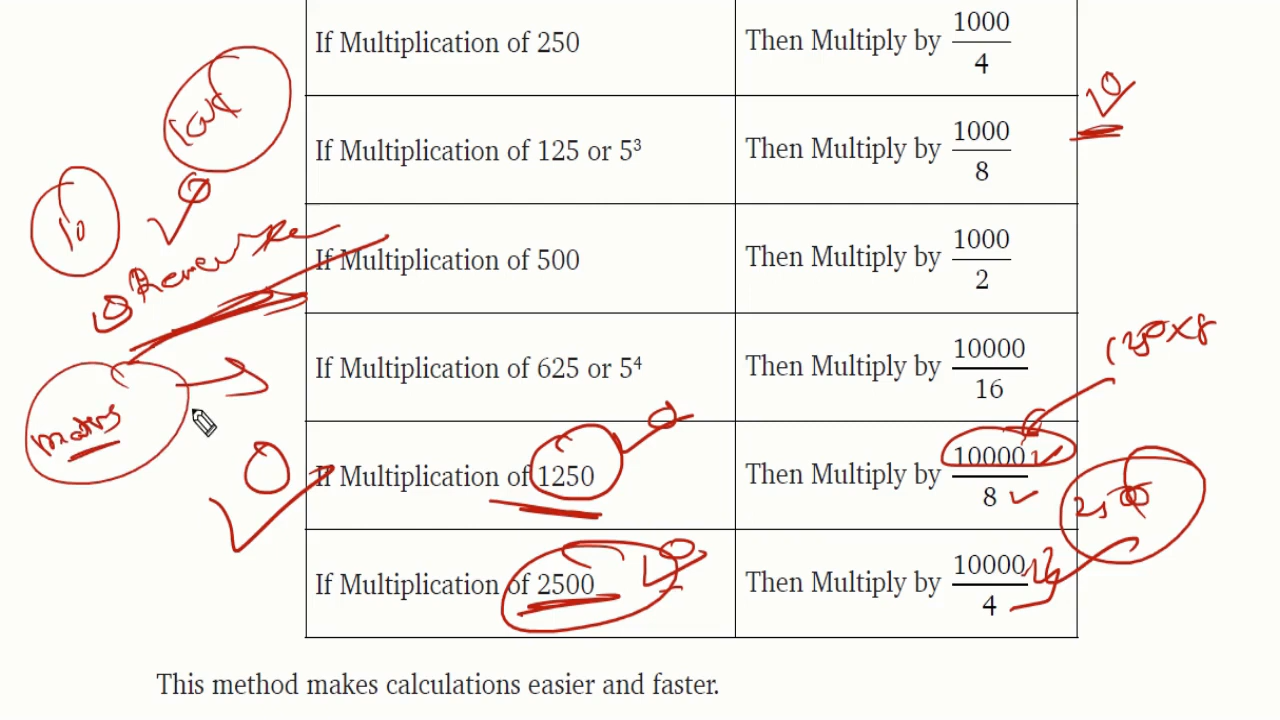 If Multiplication of 250 Then Multiply by 1000/4
If Multiplication of 125 or 5³ Then Multiply by 1000/8
If Multiplication of 500 Then Multiply by 1000/2
If Multiplication of 625 or 5⁴ Then Multiply by 10000/16
If Multiplication of 1250 Then Multiply by 10000/8
If Multiplication of 2500 Then Multiply by 10000/4
10
maths
This method makes calculations easier and faster.